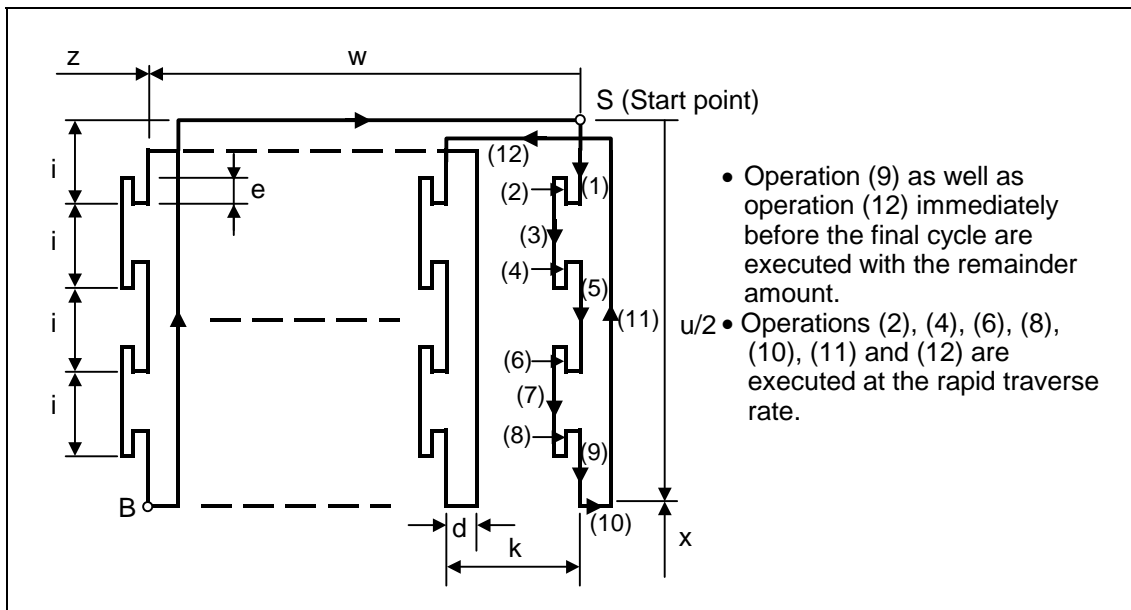 z
w
S (Start point)
i
e
(12)
(1)
(2)
i
(3)
(4)
i
(5)
(11)
u/2
(6)
i
(7)
(8)
(9)
B
(10)
d
k
x
• Operation (9) as well as
operation (12) immediately
before the final cycle are
executed with the remainder
amount.
• Operations (2), (4), (6), (8),
(10), (11) and (12) are
executed at the rapid traverse
rate.